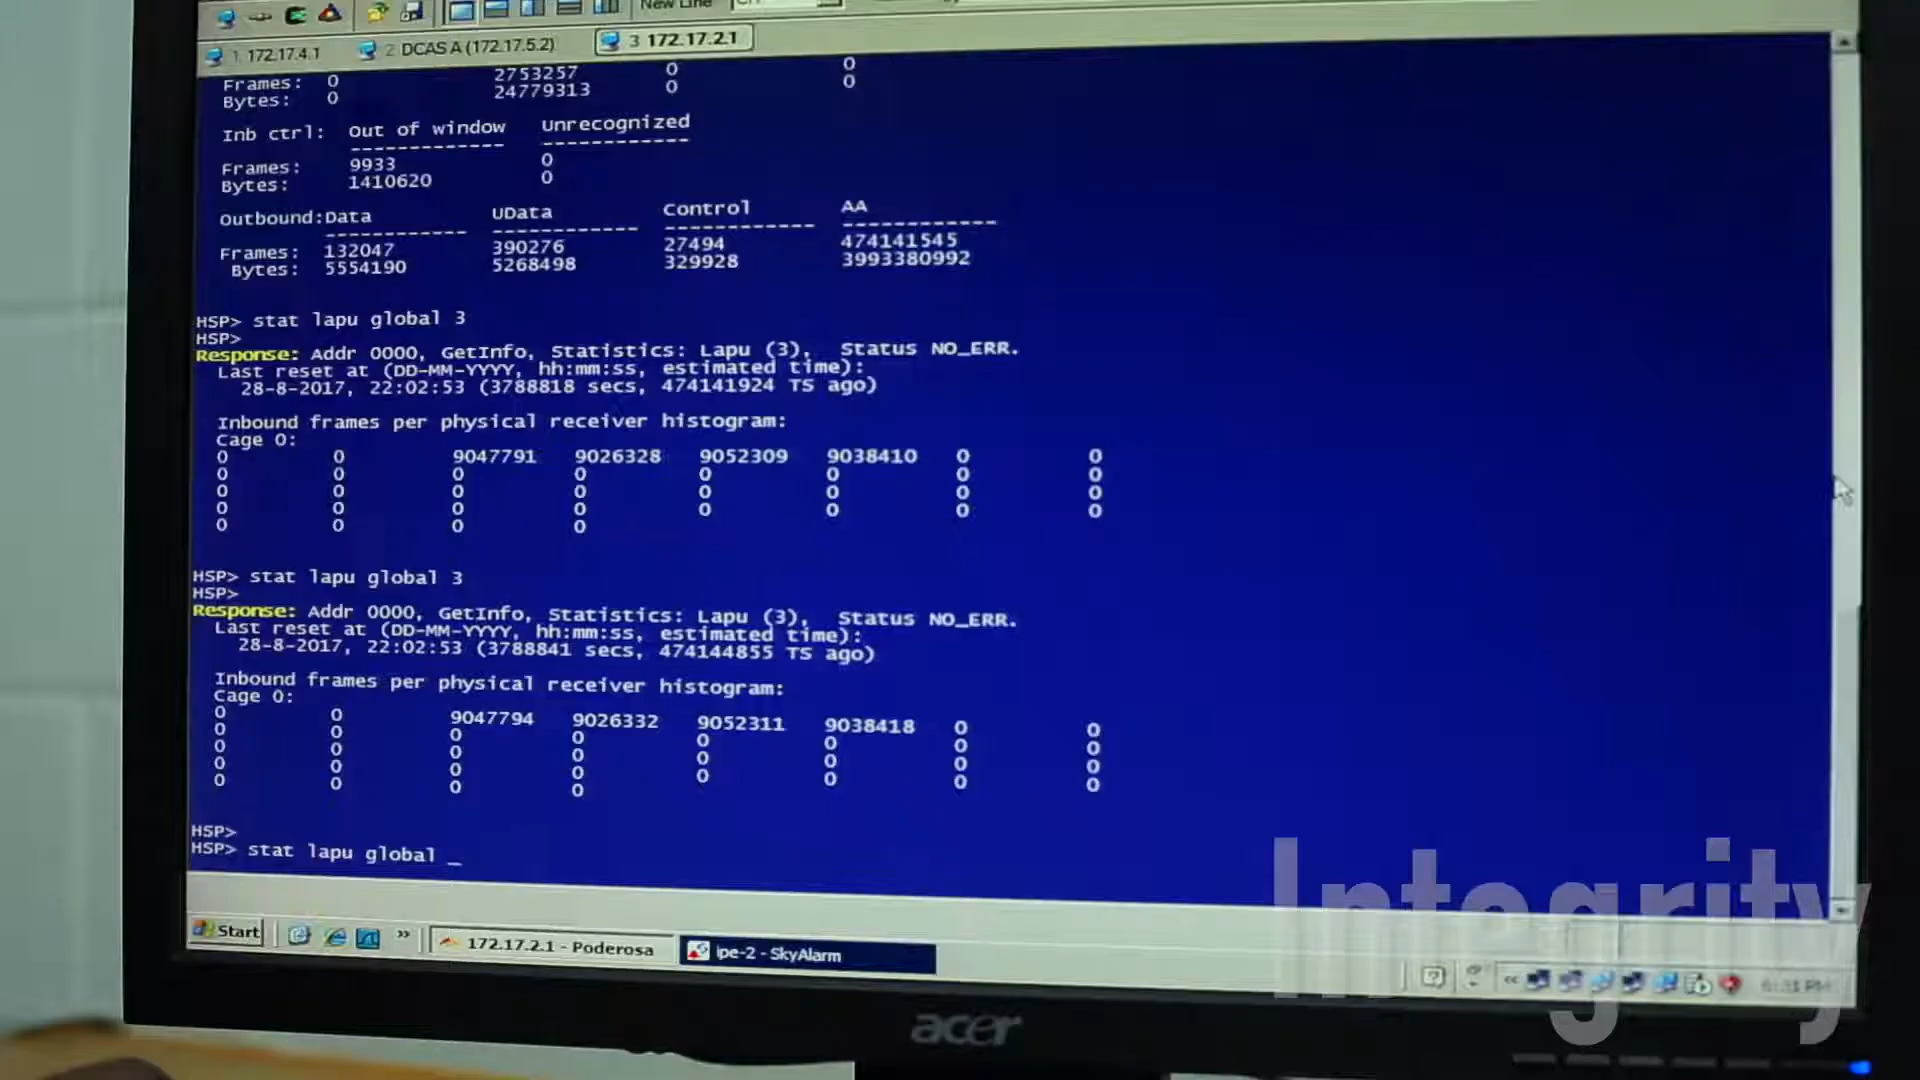 New Line
1 172.17.4.1 2 DCAS A (172.17.5.2) 3 172.17.2.1
Frames: 0 2753257 0 0
Bytes: 0 24779313 0 0
Inb ctrl: Out of window Unrecognized
------------- -------------
Frames: 9933 0
Bytes: 1410620 0
Outbound:Data UData Control AA
------------ ------------- ------------- -------------
Frames: 132047 390276 27494 474141545
Bytes: 5554190 5268498 329928 3993380992
HSP> stat lapu global 3
HSP>
Response: Addr 0000, GetInfo, Statistics: Lapu (3), Status NO_ERR.
Last reset at (DD-MM-YYYY, hh:mm:ss, estimated time):
28-8-2017, 22:02:53 (3788818 secs, 474141924 TS ago)
Inbound frames per physical receiver histogram:
Cage 0:
0 0 9047791 9026328 9052309 9038410 0 0
0 0 0 0 0 0 0 0
0 0 0 0 0 0 0 0
0 0 0 0 0 0 0 0
0 0 0 0
HSP> stat lapu global 3
HSP>
Response: Addr 0000, GetInfo, Statistics: Lapu (3), Status NO_ERR.
Last reset at (DD-MM-YYYY, hh:mm:ss, estimated time):
28-8-2017, 22:02:53 (3788841 secs, 474144855 TS ago)
Inbound frames per physical receiver histogram:
Cage 0:
0 0 9047794 9026332 9052311 9038418 0 0
0 0 0 0 0 0 0 0
0 0 0 0 0 0 0 0
0 0 0 0 0 0 0 0
0 0 0 0
HSP>
HSP> stat lapu global _
Integrity
Start » 172.17.2.1 - Poderosa ipe-2 - SkyAlarm « 6:31 PM
acer